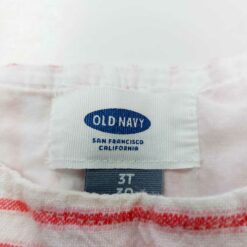 OLD NAVY
SAN FRANCISCO
CALIFORNIA
3T